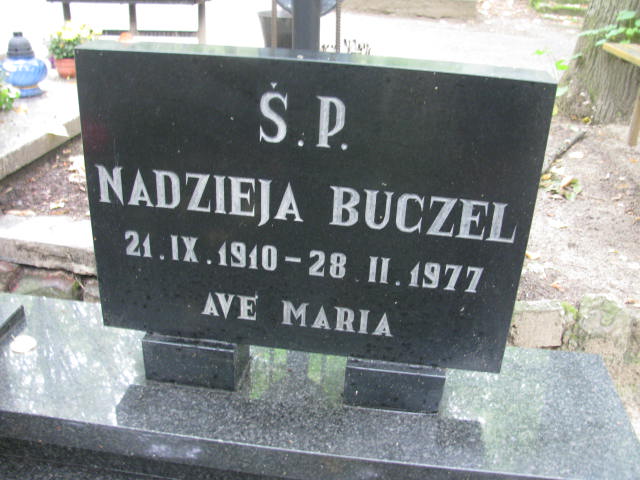 Ś.P.
NADZIEJA BUCZEL
21.IX.1910-28 II.1977
AVE MARIA